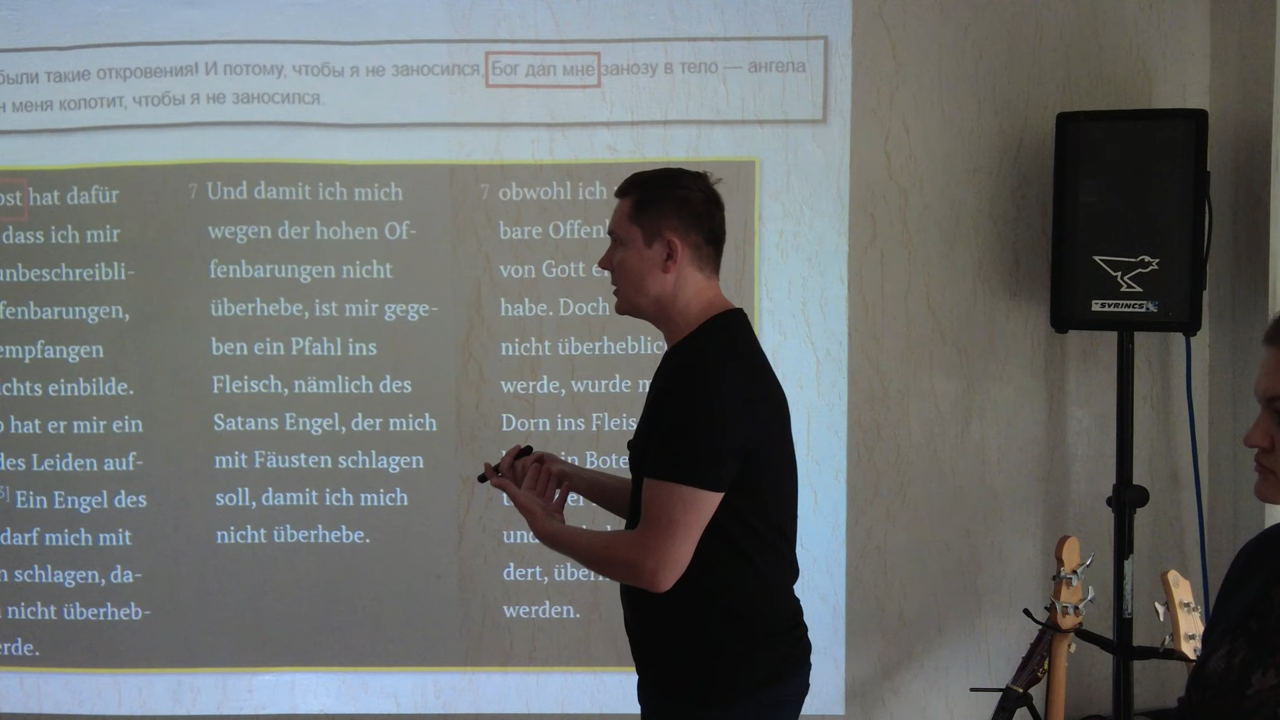 были такие откровения! И потому, чтобы я не заносился, Бог дал мне занозу в тело — ангела
меня колотит, чтобы я не заносился.
hat dafür
dass ich mir
unbeschreibli-
fenbarungen,
empfangen
ichts einbilde.
hat er mir ein
des Leiden auf-
Ein Engel des
darf mich mit
schlagen, da-
nicht überheb-
erde.
7 Und damit ich mich
wegen der hohen Of-
fenbarungen nicht
überhebe, ist mir gege-
ben ein Pfahl ins
Fleisch, nämlich des
Satans Engel, der mich
mit Fäusten schlagen
soll, damit ich mich
nicht überhebe.
7 obwohl ich
bare Offenb
von Gott e
habe. Doch
nicht überheblic
werde, wurde m
Dorn ins Fleis
in Bote
und
dert, übern
werden.
SYRINCS